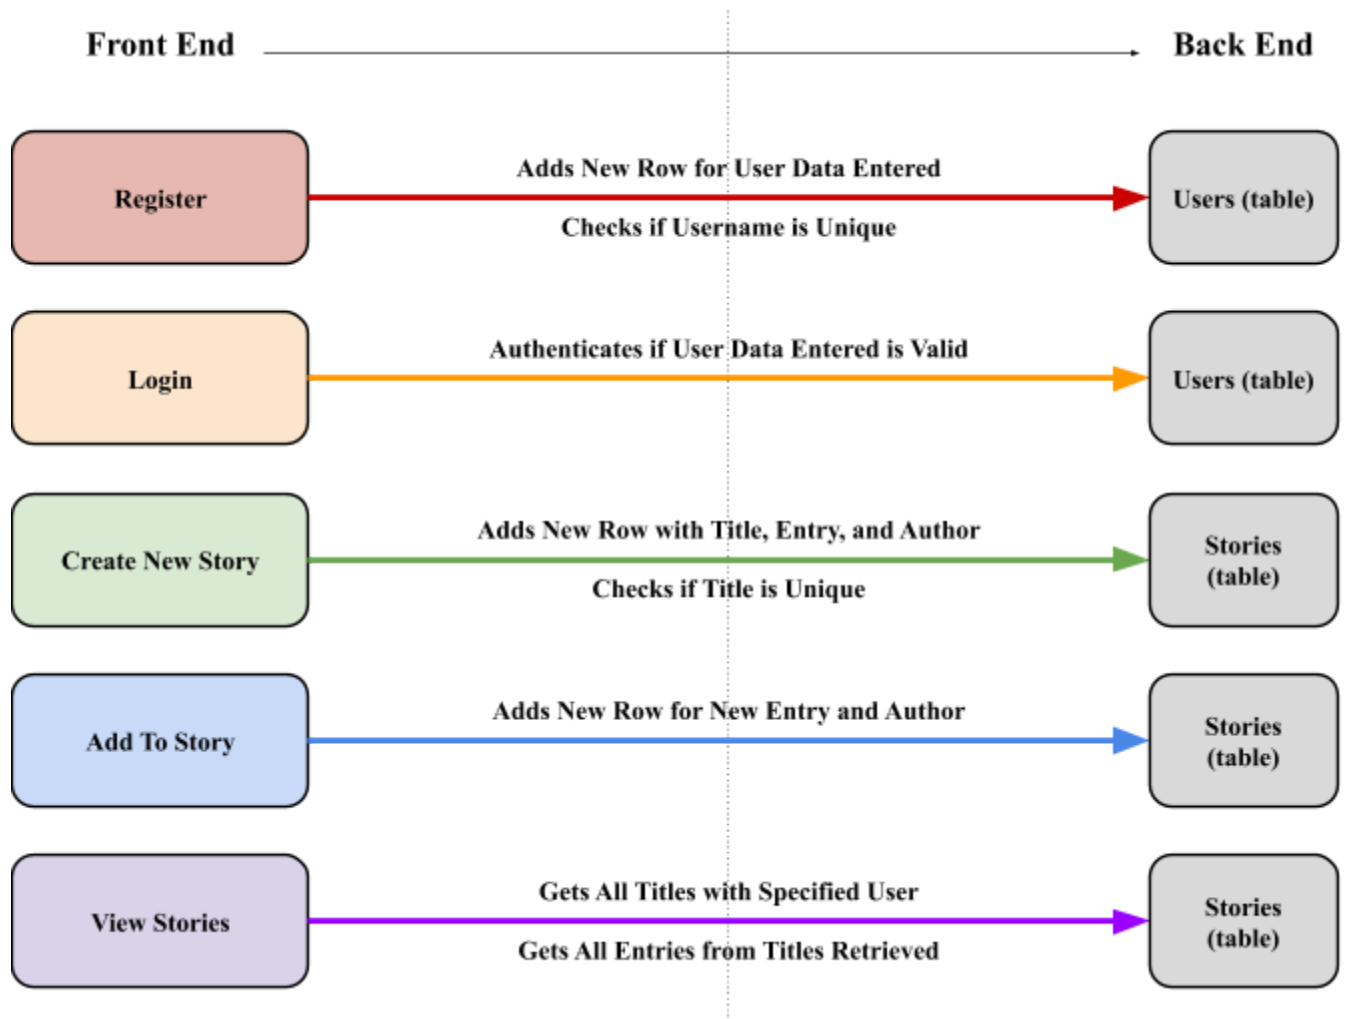 Front End
Back End
Adds New Row for User Data Entered
Register
Users (table)
Checks if Username is Unique
Authenticates if User Data Entered is Valid
Login
Users (table)
Adds New Row with Title, Entry, and Author
Create New Story
Stories
(table)
Checks if Title is Unique
Adds New Row for New Entry and Author
Add To Story
Stories
(table)
Gets All Titles with Specified User
View Stories
Stories
(table)
Gets All Entries from Titles Retrieved